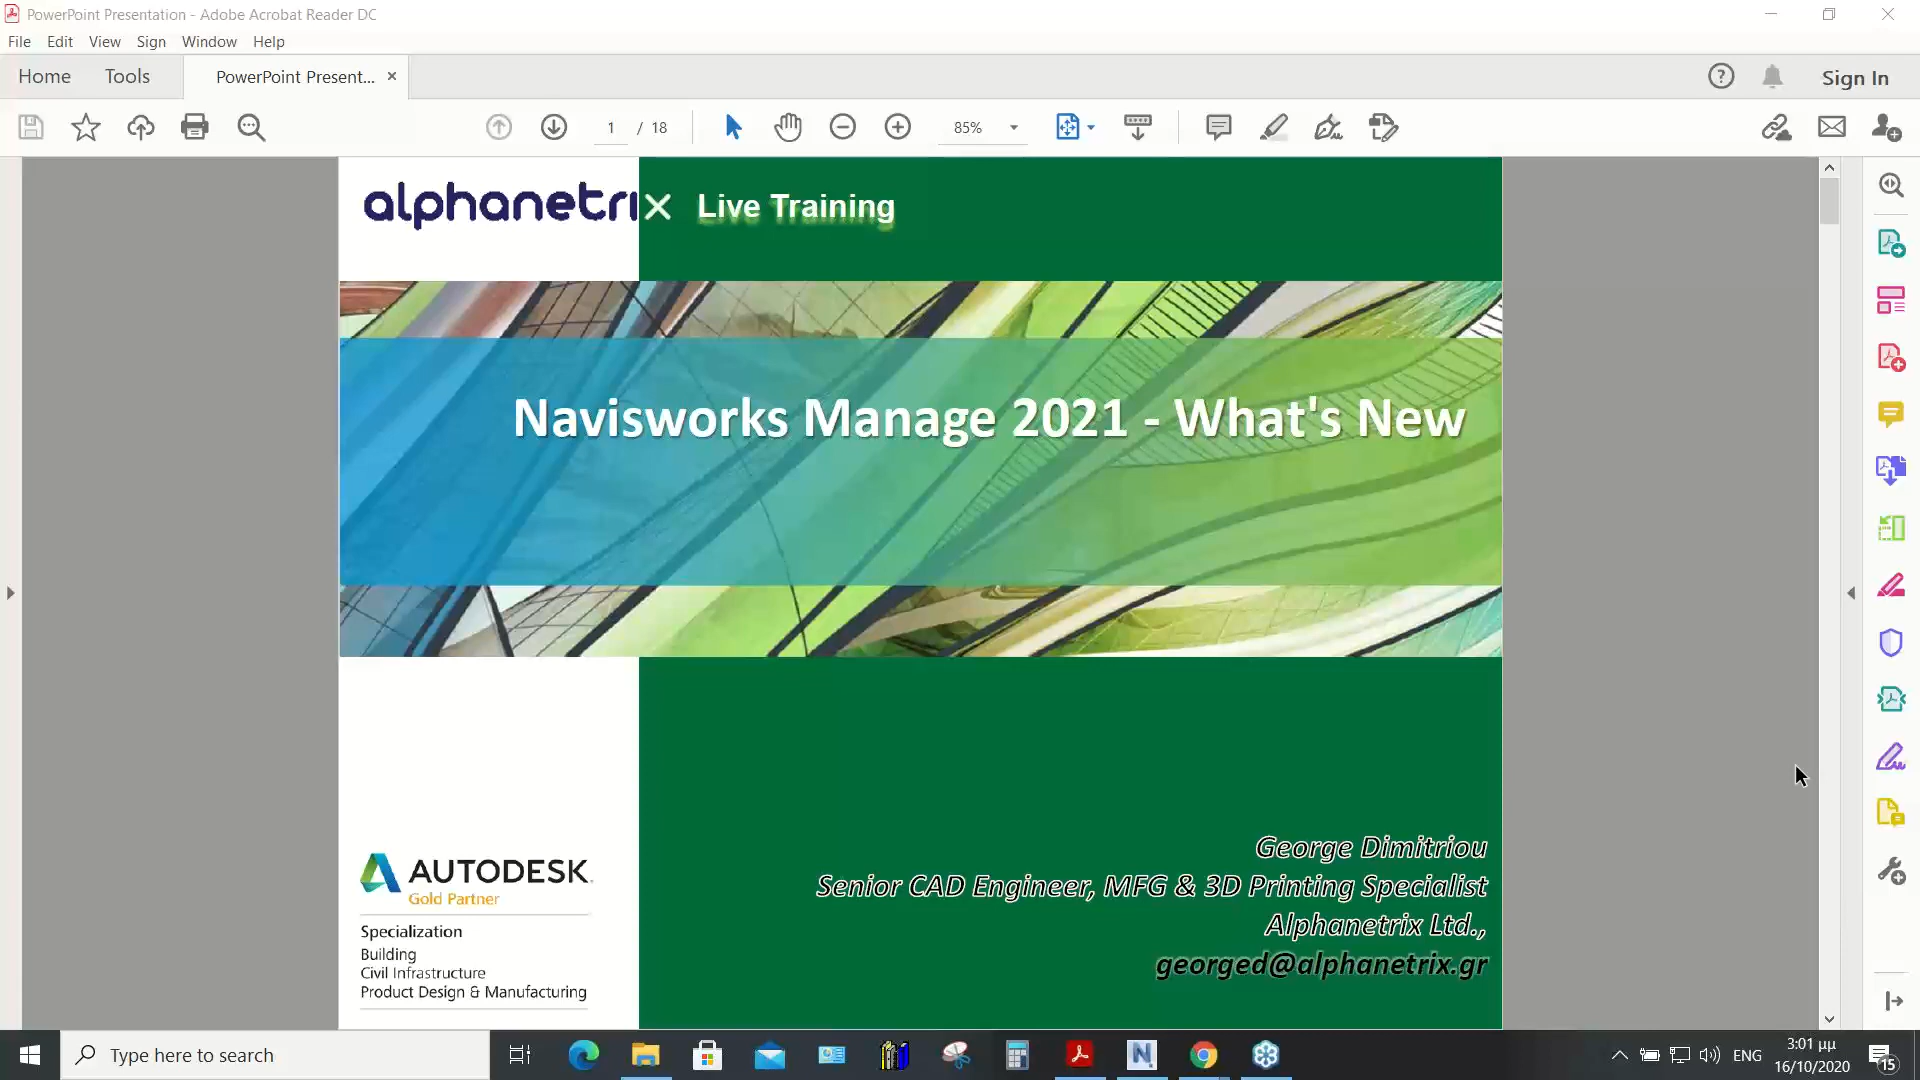 PowerPoint Presentation - Adobe Acrobat Reader DC
File Edit View Sign Window Help
Home Tools PowerPoint Present... Sign In
1 / 18 85%
alphanetrix Live Training
Navisworks Manage 2021 - What's New
George Dimitriou
Senior CAD Engineer, MFG & 3D Printing Specialist
Alphanetrix Ltd.,
georged@alphanetrix.gr
AUTODESK.
Gold Partner
Specialization
Building
Civil Infrastructure
Product Design & Manufacturing
Type here to search
ENG
3:01 μμ
16/10/2020
15